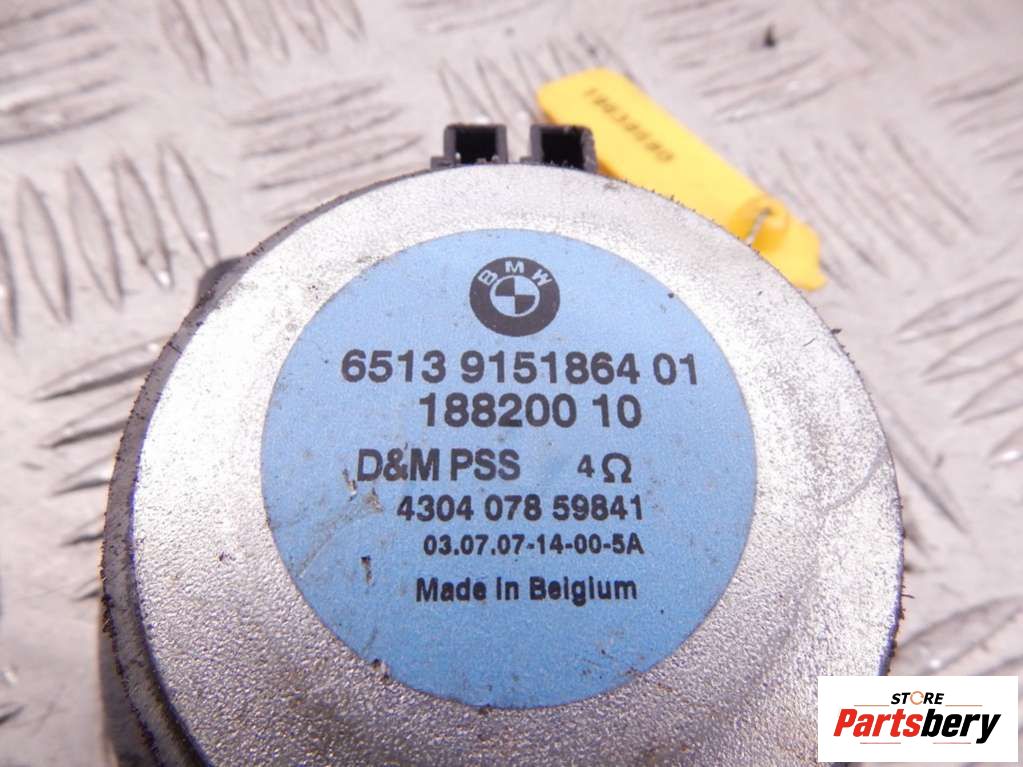 BMW
6513 9151864 01
188200 10
D&M PSS 4Ω
4304 078 59841
03.07.07-14-00-5A
Made in Belgium
STORE
Partsbery